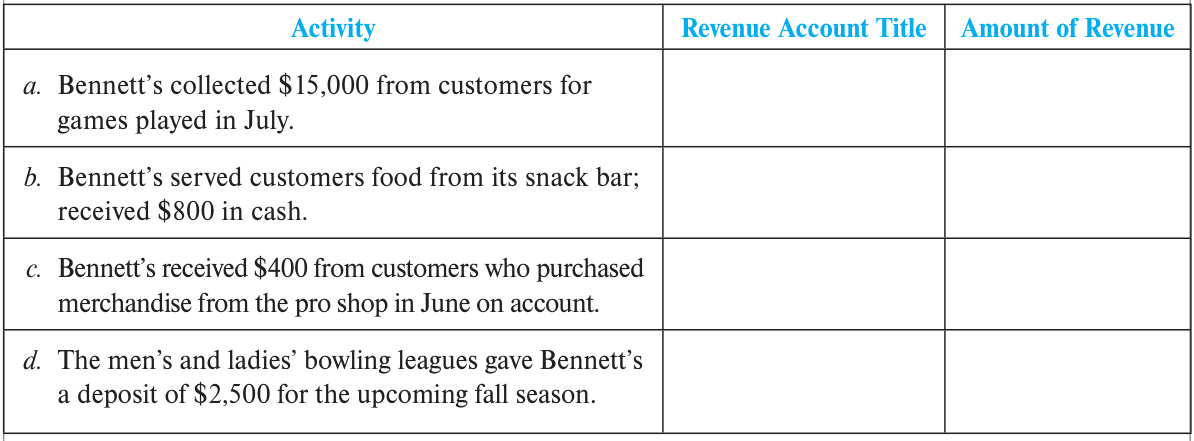 Activity
Revenue Account Title
Amount of Revenue
a. Bennett’s collected $15,000 from customers for
games played in July.
b. Bennett’s served customers food from its snack bar;
received $800 in cash.
c. Bennett’s received $400 from customers who purchased
merchandise from the pro shop in June on account.
d. The men’s and ladies’ bowling leagues gave Bennett’s
a deposit of $2,500 for the upcoming fall season.